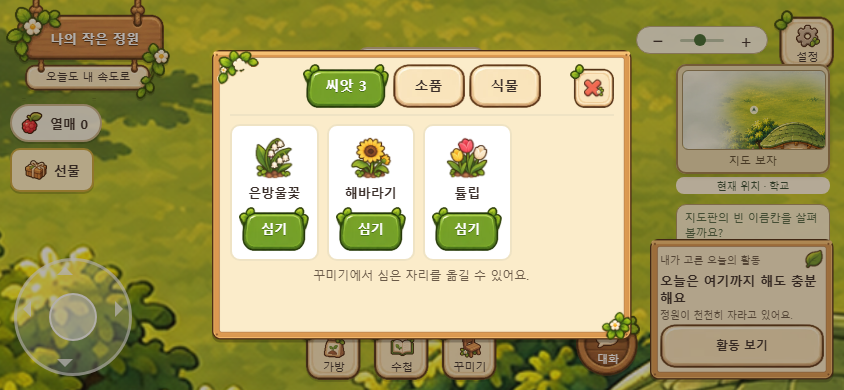 나의 작은 정원
오늘도 내 속도로
열매 0
선물
씨앗 3
소품
식물
은방울꽃
해바라기
튤립
심기
심기
심기
꾸미기에서 심은 자리를 옮길 수 있어요.
설정
지도 보자
현재 위치 · 학교
지도판의 빈 이름칸을 살펴
볼까요?
내가 고른 오늘의 활동
오늘은 여기까지 해도 충분
해요
정원이 천천히 자라고 있어요.
활동 보기
가방
수첩
꾸미기
대화